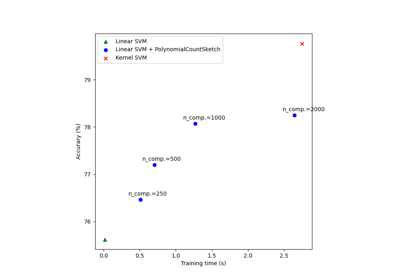 Linear SVM
Linear SVM + PolynomialCountSketch
Kernel SVM
79
n_comp.=2000
n_comp.=1000
78
n_comp.=500
77
n_comp.=250
76
Accurary (%)
0.0 0.5 1.0 1.5 2.0 2.5
Training time (s)